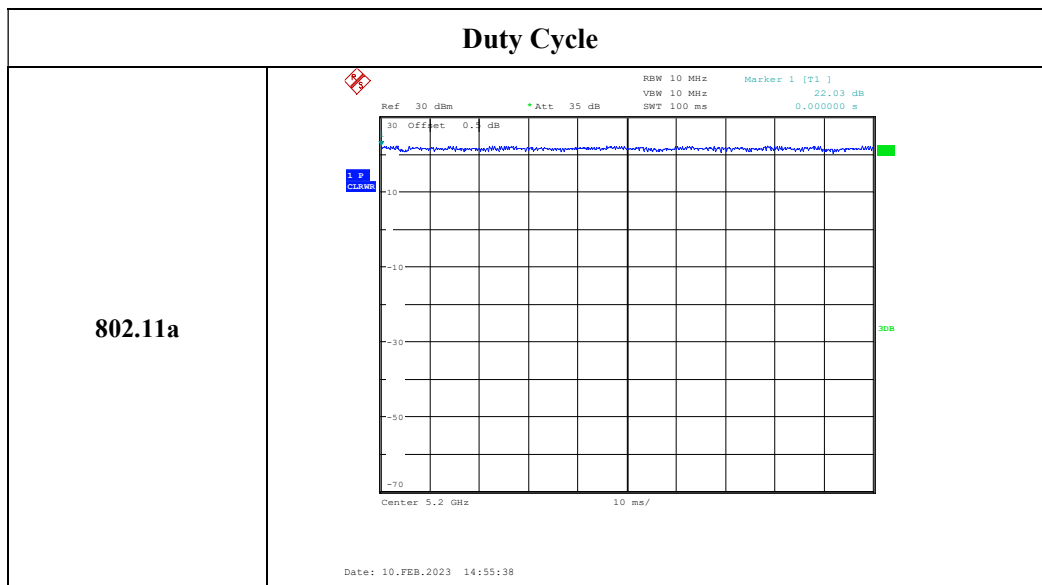 Duty Cycle
802.11a
R S
RBW 10 MHz Marker 1 [T1 ]
VBW 10 MHz 22.03 dB
Ref 30 dBm *Att 35 dB SWT 100 ms 0.000000 s
30 Offset 0.5 dB
1 P
CLRWR
10
-10
3DB
-30
-50
-70
Center 5.2 GHz 10 ms/
Date: 10.FEB.2023 14:55:38